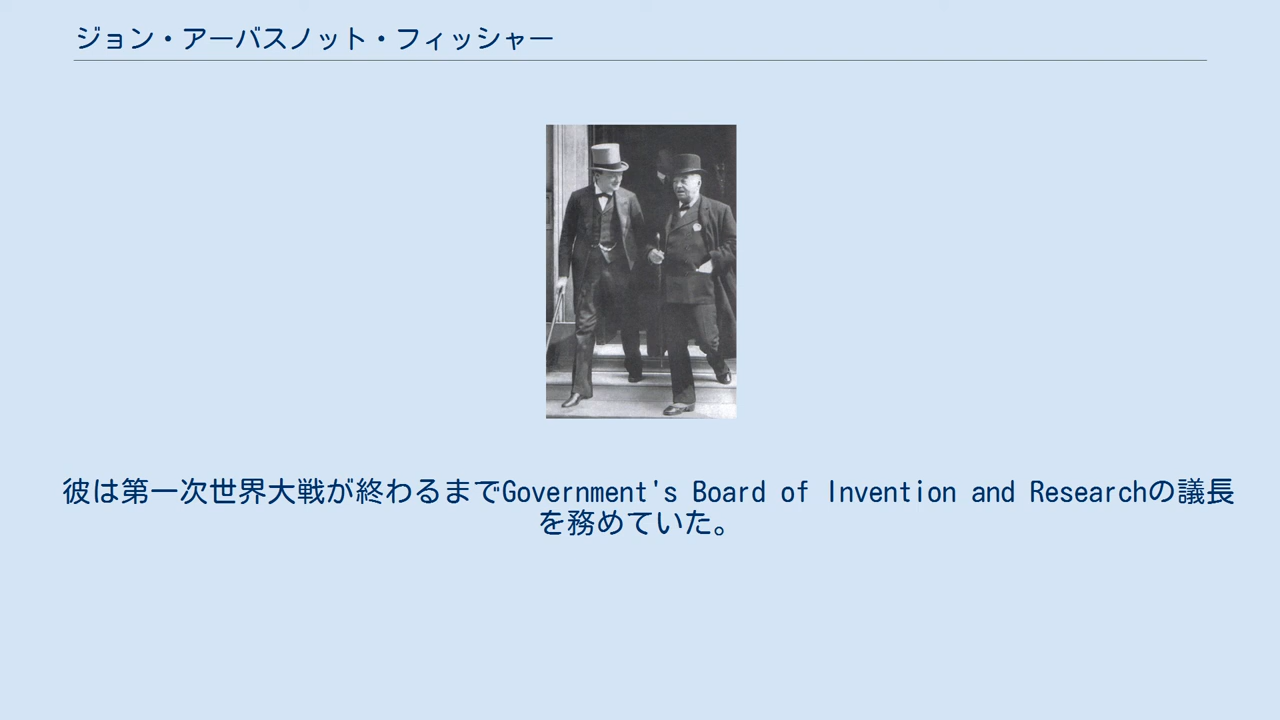 ジョン・アーバスノット・フィッシャー
彼は第一次世界大戦が終わるまでGovernment's Board of Invention and Researchの議長
を務めていた。